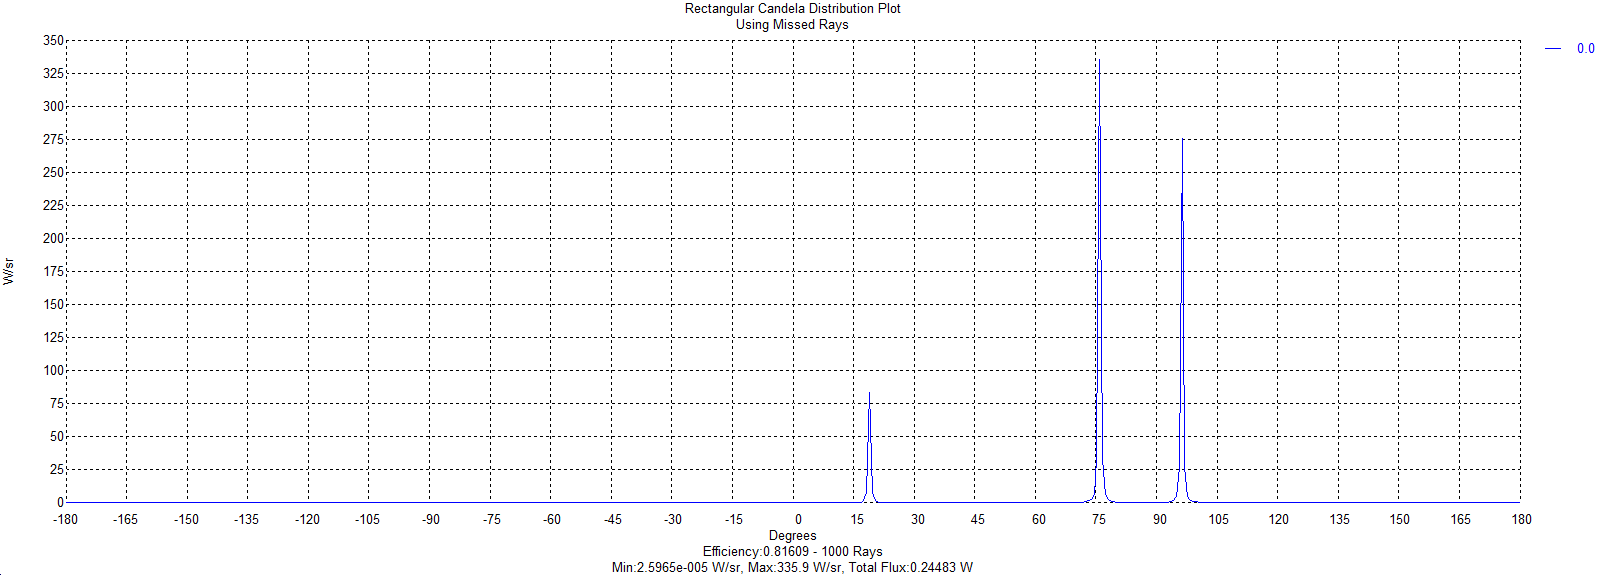 Rectangular Candela Distribution Plot
Using Missed Rays
0.0
350
325
300
275
250
225
200
175
150
125
100
75
50
25
0
W/sr
-180 -165 -150 -135 -120 -105 -90 -75 -60 -45 -30 -15 0 15 30 45 60 75 90 105 120 135 150 165 180
Degrees
Efficiency:0.81609 - 1000 Rays
Min:2.5965e-005 W/sr, Max:335.9 W/sr, Total Flux:0.24483 W